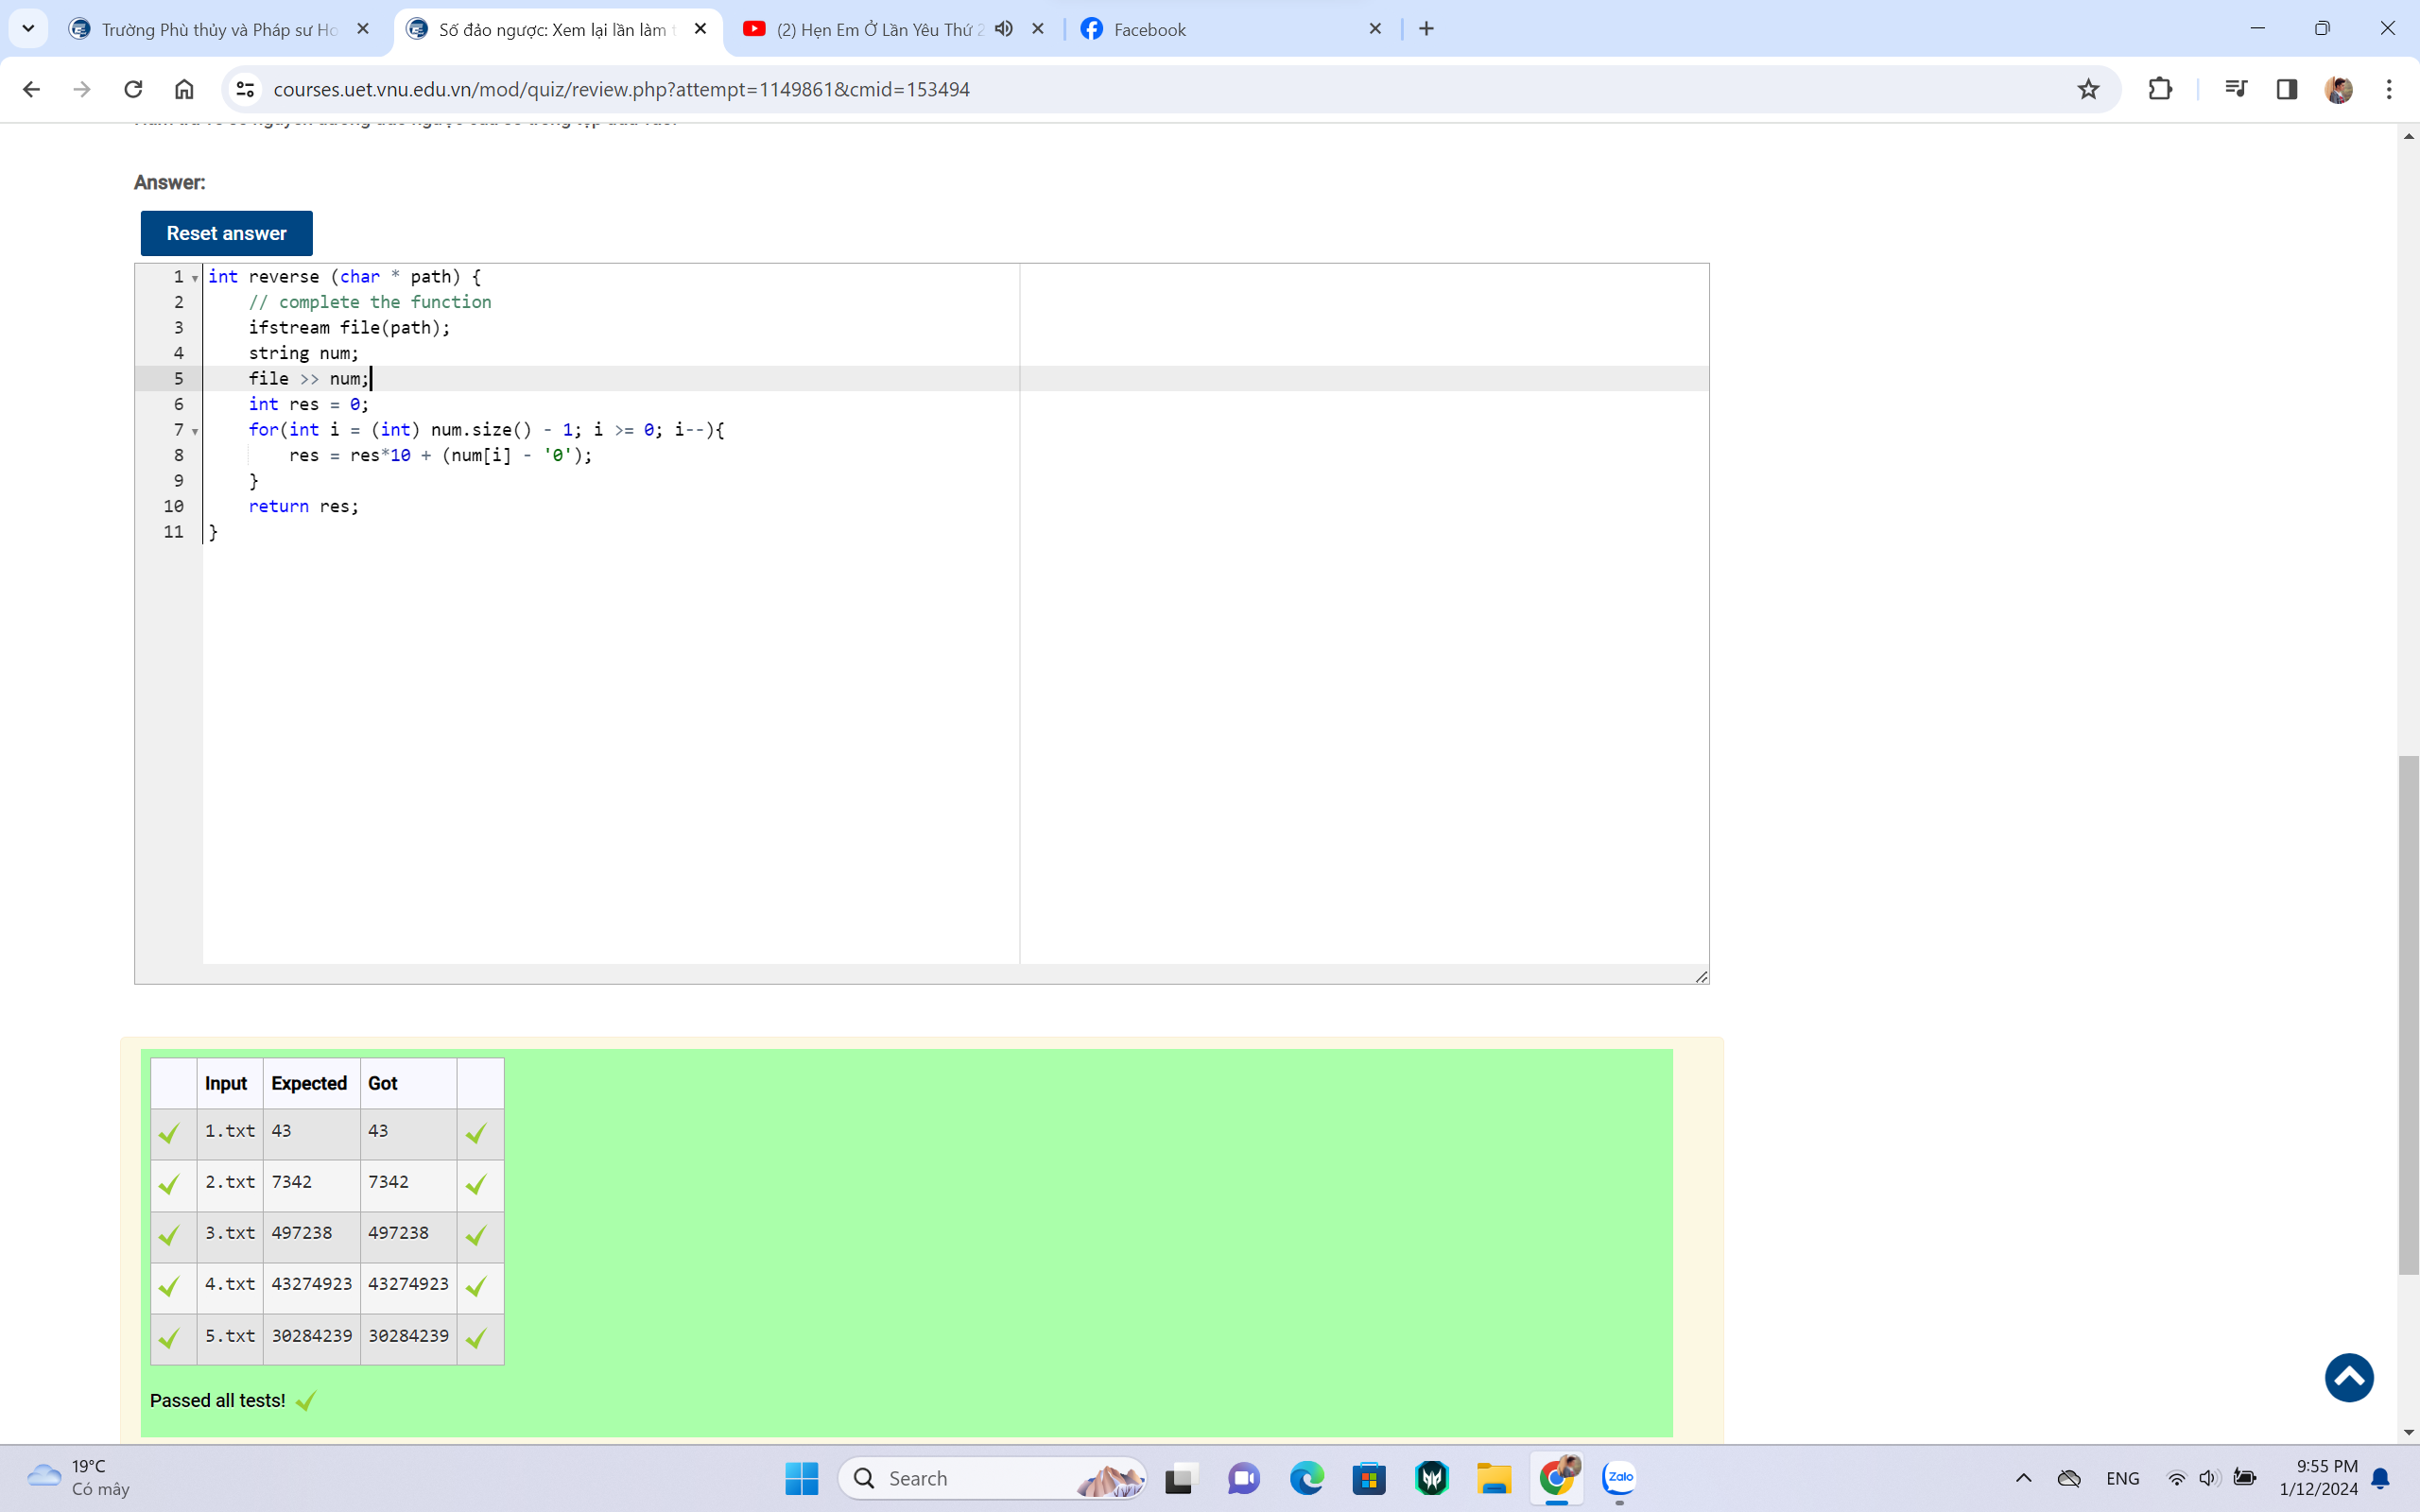 Trường Phù thủy và Pháp sư Ho
Số đảo ngược: Xem lại lần làm t
(2) Hẹn Em Ở Lần Yêu Thứ 2
Facebook
courses.uet.vnu.edu.vn/mod/quiz/review.php?attempt=1149861&cmid=153494
Answer:
Reset answer
1 int reverse (char * path) {
2 // complete the function
3 ifstream file(path);
4 string num;
5 file >> num;
6 int res = 0;
7 for(int i = (int) num.size() - 1; i >= 0; i--){
8 res = res*10 + (num[i] - '0');
9 }
10 return res;
11 }
Input Expected Got
1.txt 43 43
2.txt 7342 7342
3.txt 497238 497238
4.txt 43274923 43274923
5.txt 30284239 30284239
Passed all tests!
19°C
Có mây
Search
Zalo
ENG
9:55 PM
1/12/2024